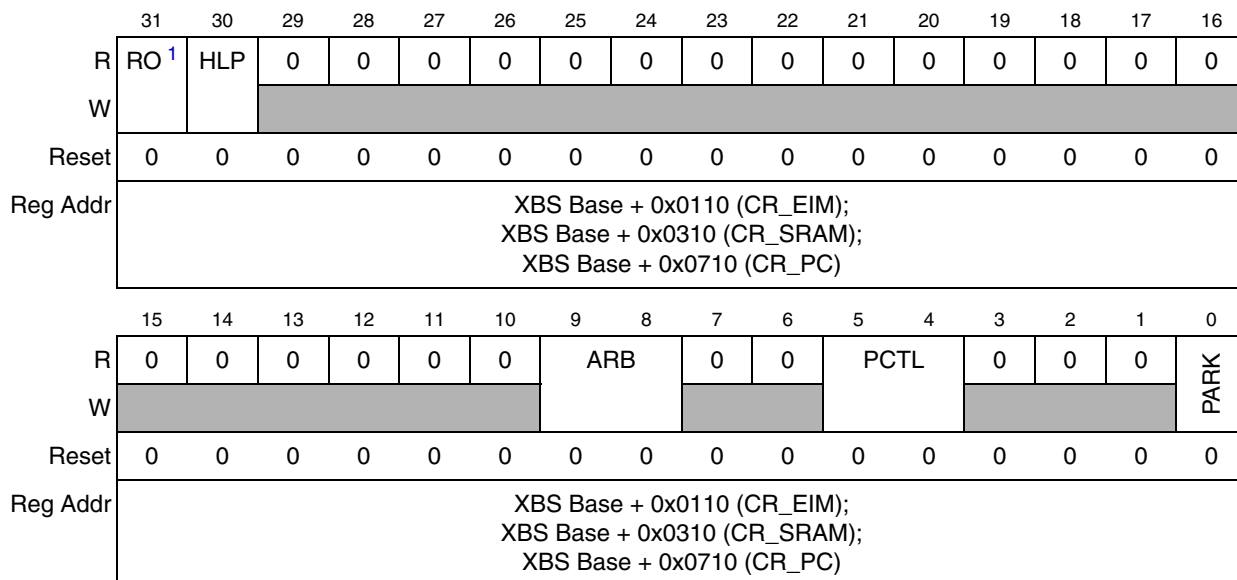 31 30 29 28 27 26 25 24 23 22 21 20 19 18 17 16
R RO 1 HLP 0 0 0 0 0 0 0 0 0 0 0 0 0 0
W
Reset 0 0 0 0 0 0 0 0 0 0 0 0 0 0 0 0
Reg Addr XBS Base + 0x0110 (CR_EIM);
XBS Base + 0x0310 (CR_SRAM);
XBS Base + 0x0710 (CR_PC)
15 14 13 12 11 10 9 8 7 6 5 4 3 2 1 0
R 0 0 0 0 0 0 ARB 0 0 PCTL 0 0 0 PARK
W
Reset 0 0 0 0 0 0 0 0 0 0 0 0 0 0 0 0
Reg Addr XBS Base + 0x0110 (CR_EIM);
XBS Base + 0x0310 (CR_SRAM);
XBS Base + 0x0710 (CR_PC)